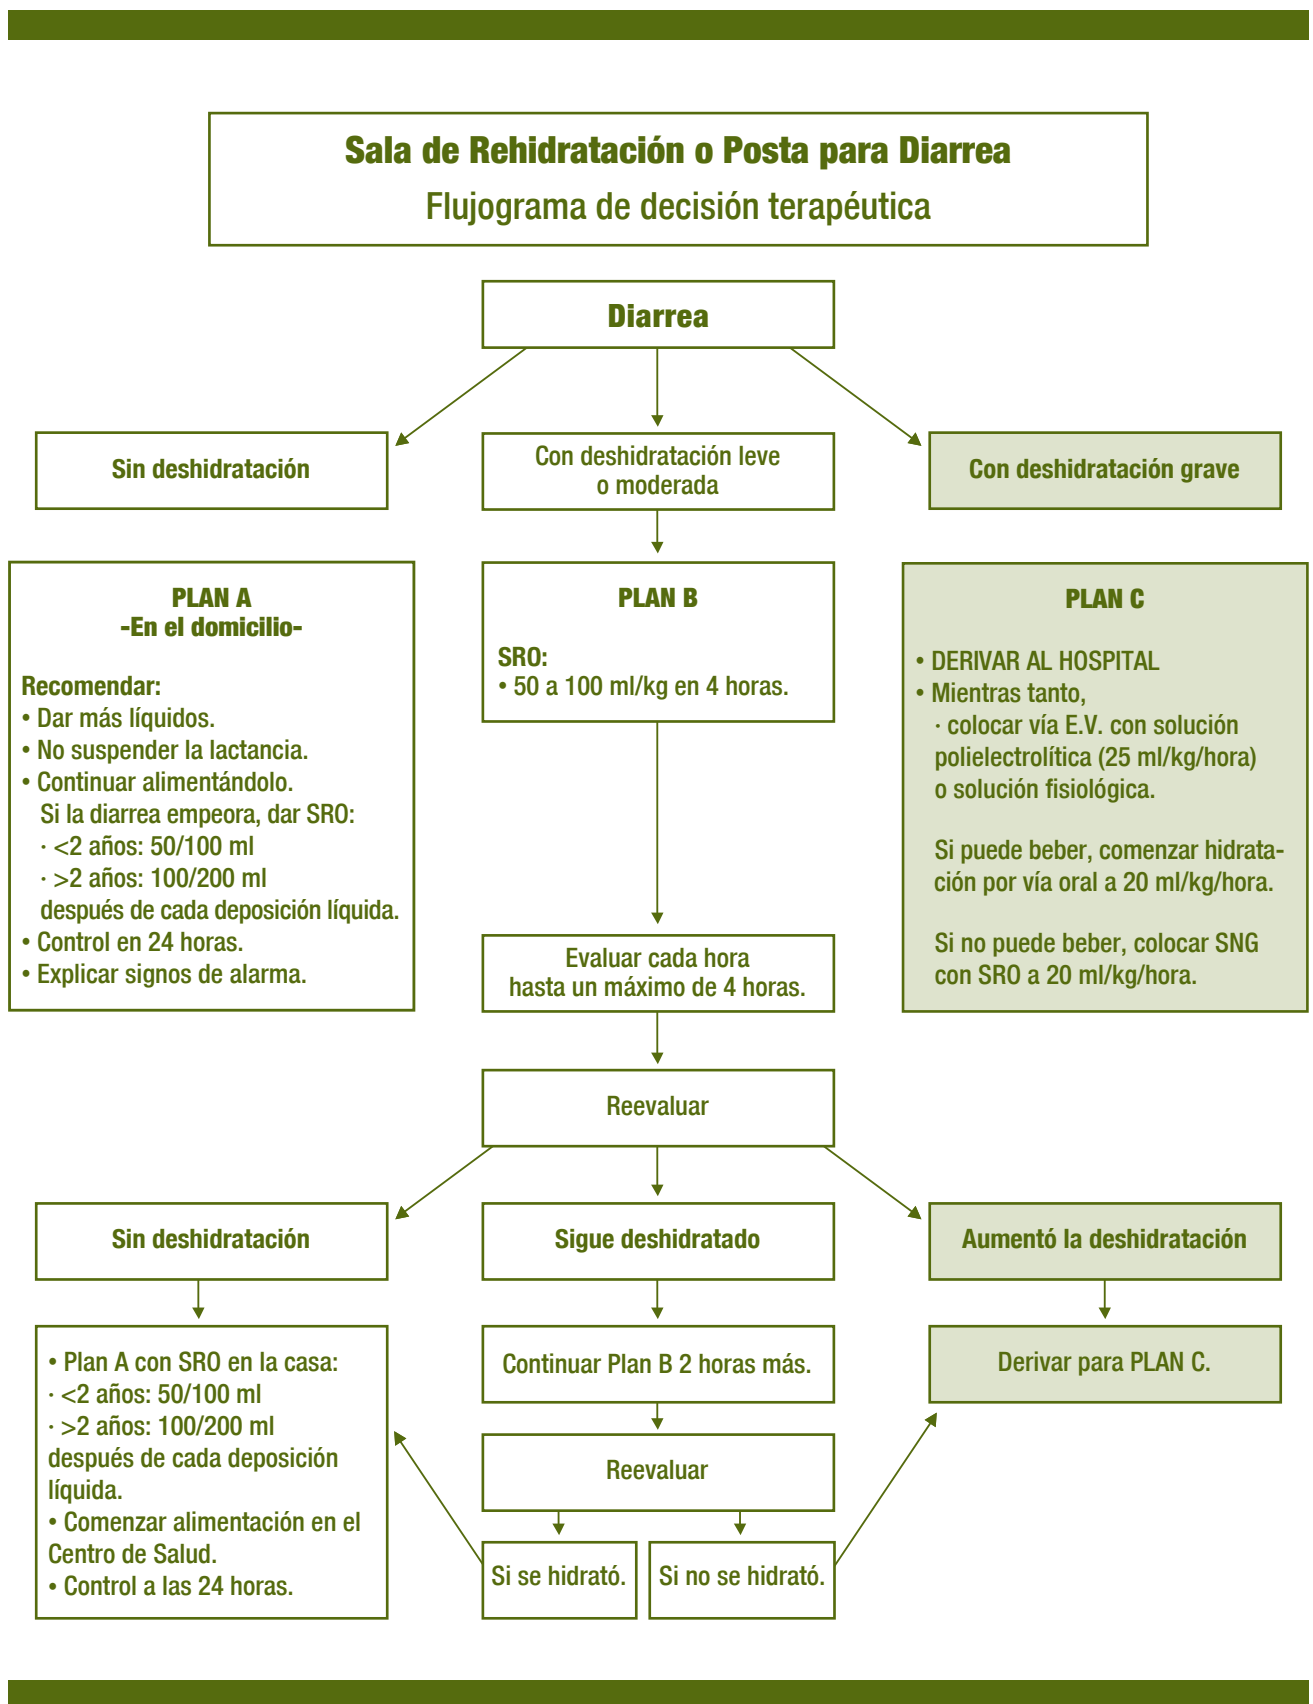 Sala de Rehidratación o Posta para Diarrea
Flujograma de decisión terapéutica
Diarrea
Sin deshidratación
Con deshidratación leve
o moderada
Con deshidratación grave
PLAN A
-En el domicilio-
Recomendar:
• Dar más líquidos.
• No suspender la lactancia.
• Continuar alimentándolo.
Si la diarrea empeora, dar SRO:
· <2 años: 50/100 ml
· >2 años: 100/200 ml
después de cada deposición líquida.
• Control en 24 horas.
• Explicar signos de alarma.
PLAN B
SRO:
• 50 a 100 ml/kg en 4 horas.
PLAN C
• DERIVAR AL HOSPITAL
• Mientras tanto,
· colocar vía E.V. con solución
polielectrolítica (25 ml/kg/hora)
o solución fisiológica.
Si puede beber, comenzar hidrata-
ción por vía oral a 20 ml/kg/hora.
Si no puede beber, colocar SNG
con SRO a 20 ml/kg/hora.
Evaluar cada hora
hasta un máximo de 4 horas.
Reevaluar
Sin deshidratación
Sigue deshidratado
Aumentó la deshidratación
• Plan A con SRO en la casa:
· <2 años: 50/100 ml
· >2 años: 100/200 ml
después de cada deposición
líquida.
• Comenzar alimentación en el
Centro de Salud.
• Control a las 24 horas.
Continuar Plan B 2 horas más.
Derivar para PLAN C.
Reevaluar
Si se hidrató.
Si no se hidrató.